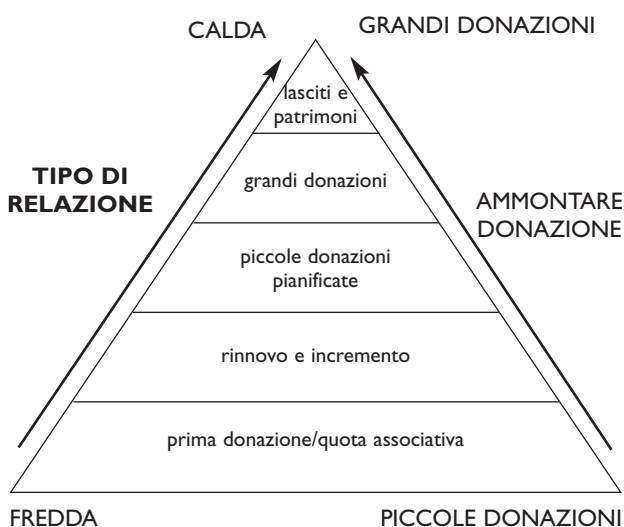 CALDA
GRANDI DONAZIONI
lasciti e
patrimoni
TIPO DI
RELAZIONE
grandi donazioni
AMMONTARE
DONAZIONE
piccole donazioni
pianificate
rinnovo e incremento
prima donazione/quota associativa
FREDDA
PICCOLE DONAZIONI